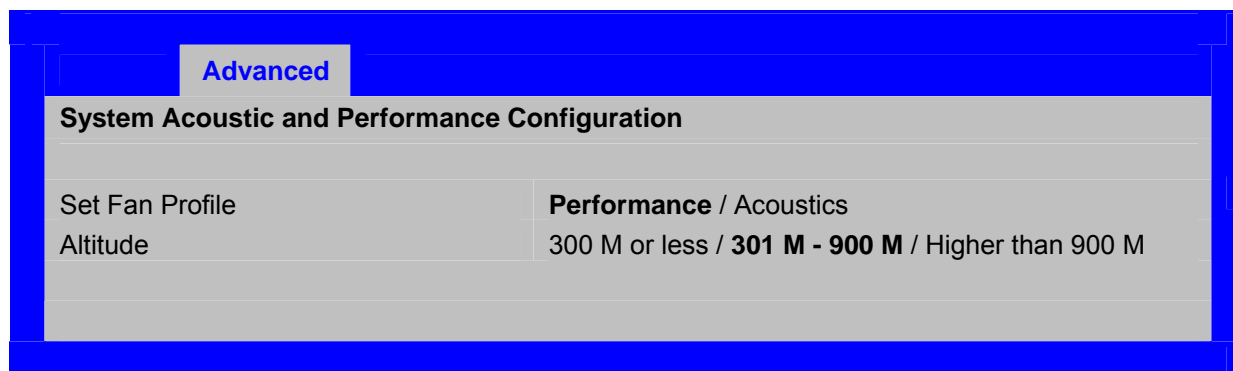 Advanced
System Acoustic and Performance Configuration
Set Fan Profile Performance / Acoustics
Altitude 300 M or less / 301 M - 900 M / Higher than 900 M